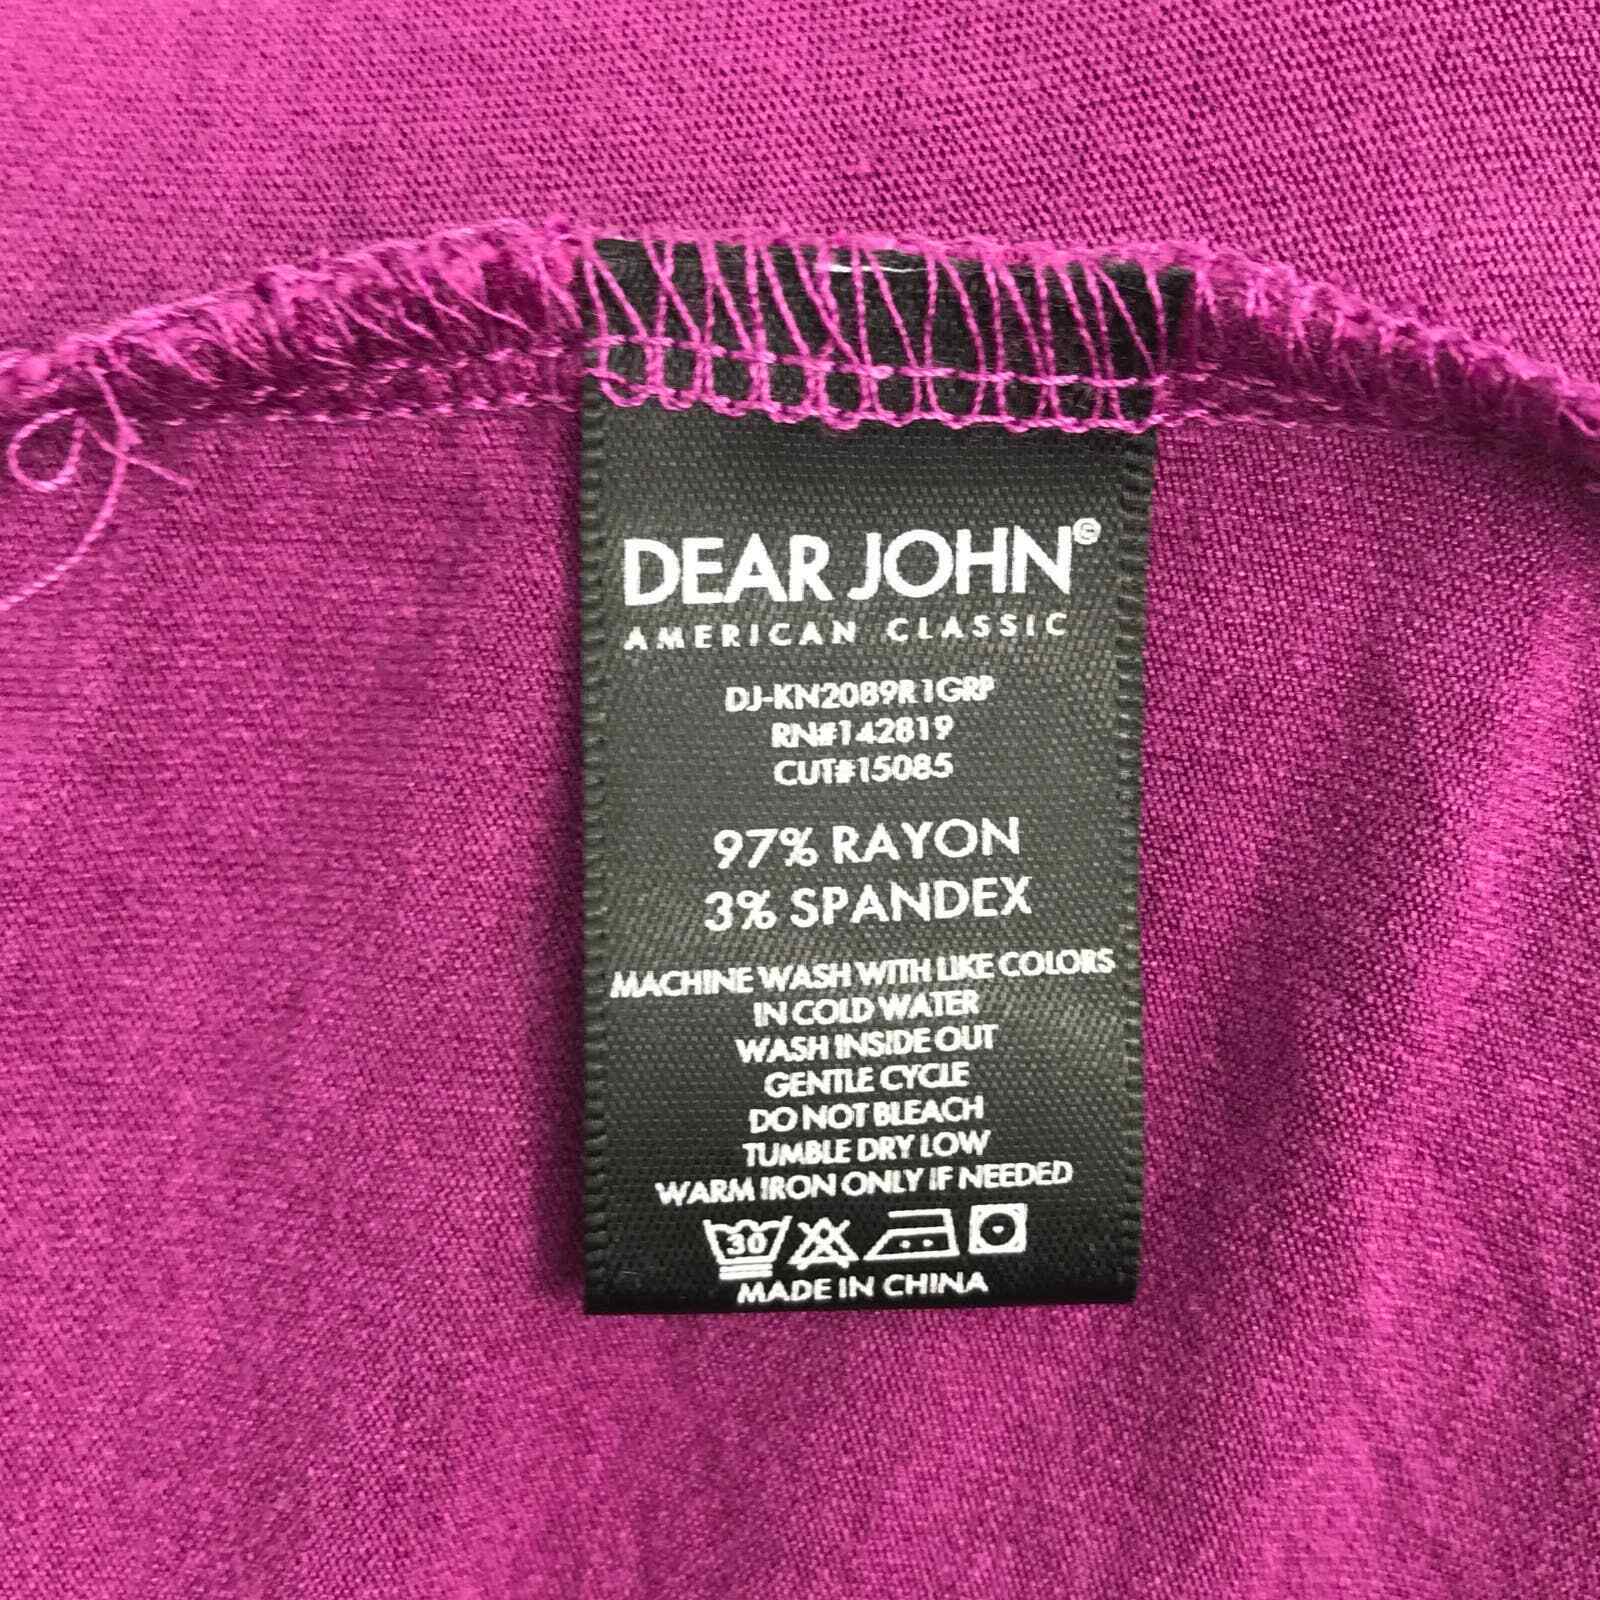 DEAR JOHN®
AMERICAN CLASSIC
DJ-KN2089R1GRP
RN#142819
CUT#15085
97% RAYON
3% SPANDEX
MACHINE WASH WITH LIKE COLORS
IN COLD WATER
WASH INSIDE OUT
GENTLE CYCLE
DO NOT BLEACH
TUMBLE DRY LOW
WARM IRON ONLY IF NEEDED
30
MADE IN CHINA